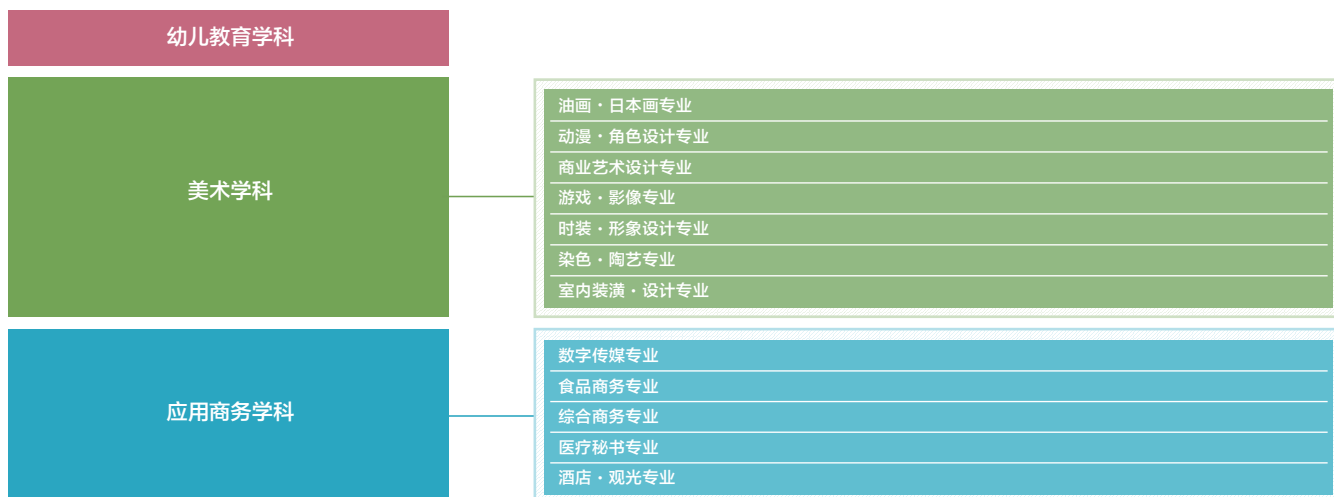 幼儿教育学科
美术学科
油画・日本画专业
动漫・角色设计专业
商业艺术设计专业
游戏・影像专业
时装・形象设计专业
染色・陶艺专业
室内装潢・设计专业
应用商务学科
数字传媒专业
食品商务专业
综合商务专业
医疗秘书专业
酒店・观光专业